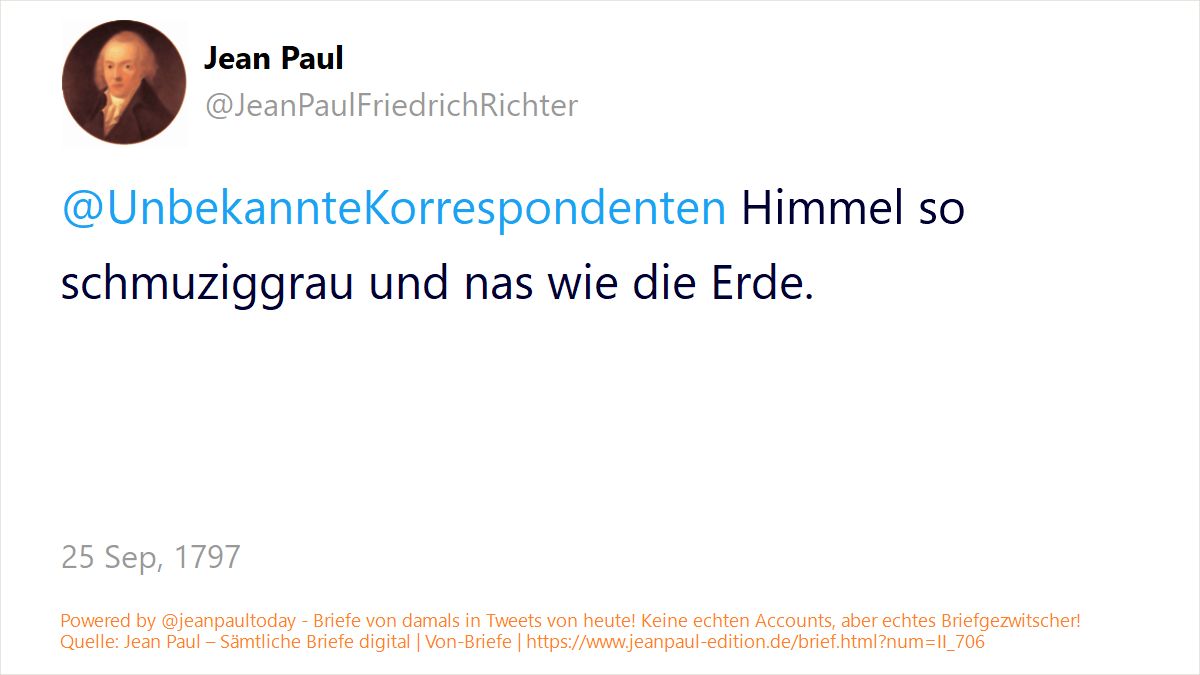 Jean Paul
@JeanPaulFriedrichRichter
@UnbekannteKorrespondenten Himmel so
schmuziggrau und nas wie die Erde.
25 Sep, 1797
Powered by @jeanpaultoday - Briefe von damals in Tweets von heute! Keine echten Accounts, aber echtes Briefgezwitscher!
Quelle: Jean Paul – Sämtliche Briefe digital | Von-Briefe | https://www.jeanpaul-edition.de/brief.html?num=II_706